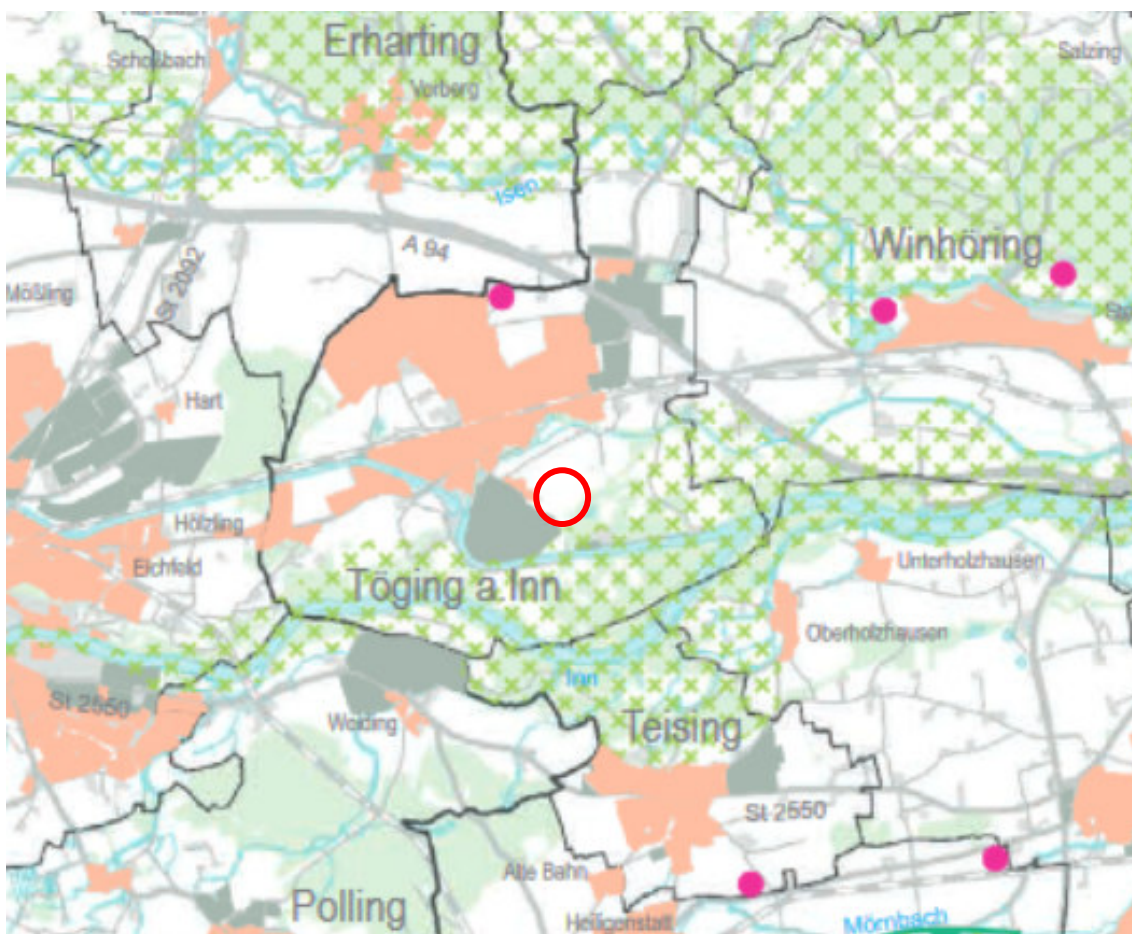 Erharting
Salzing
Vorberg
Isen
Winhöring
A 94
St 2092
Mößling
Hart
Hölzling
Eichfeld
Unterholzhausen
Töging a.Inn
Oberholzhausen
Inn
St 2550
Weiding
Teising
St 2550
Alte Bahn
Polling
Heiligenstatt
Mörnbach